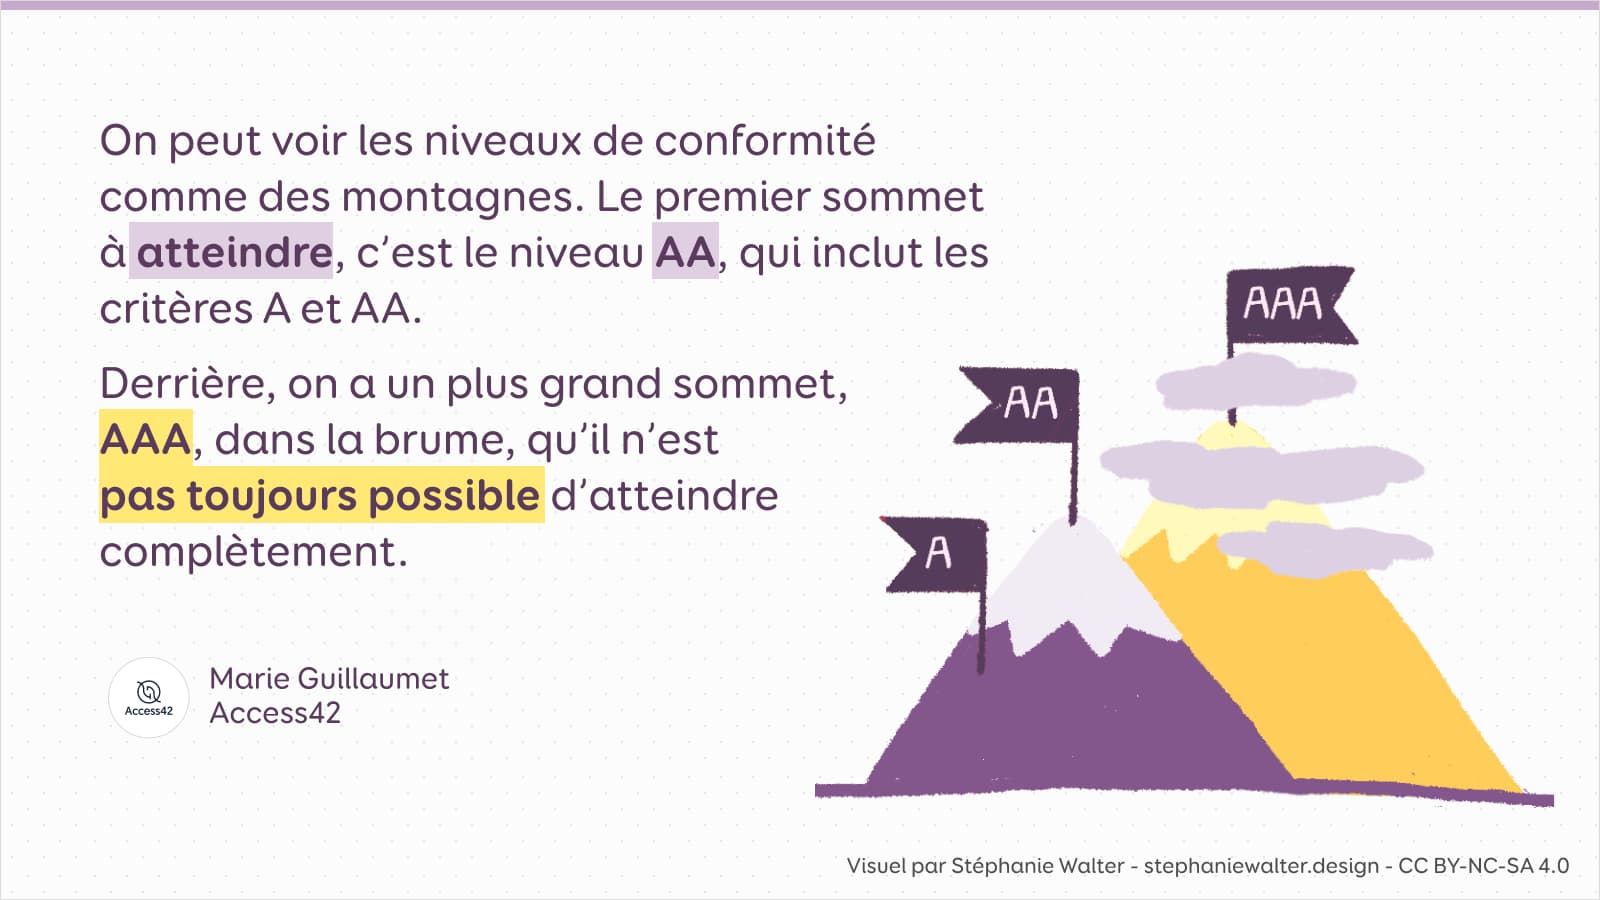 On peut voir les niveaux de conformité
comme des montagnes. Le premier sommet
à atteindre, c’est le niveau AA, qui inclut les
critères A et AA.
Derrière, on a un plus grand sommet,
AAA, dans la brume, qu’il n’est
pas toujours possible d’atteindre
complètement.
Access42
Marie Guillaumet
Access42
AAA
AA
A
Visuel par Stéphanie Walter - stephaniewalter.design - CC BY-NC-SA 4.0